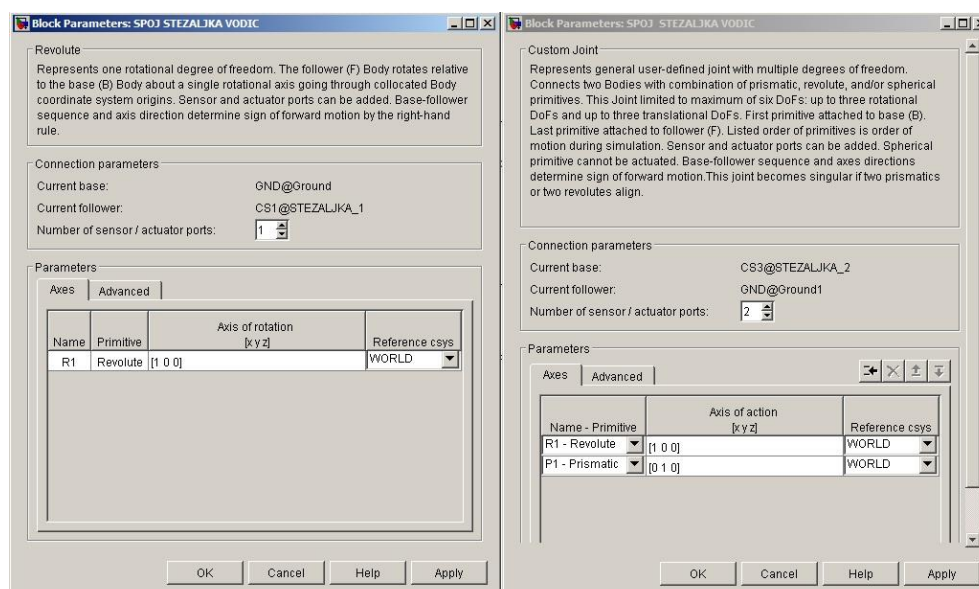 Block Parameters: SPOJ STEZALJKA VODIC
Revolute
Represents one rotational degree of freedom. The follower (F) Body rotates relative
to the base (B) Body about a single rotational axis going through collocated Body
coordinate system origins. Sensor and actuator ports can be added. Base-follower
sequence and axis direction determine sign of forward motion by the right-hand
rule.
Connection parameters
Current base: GND@Ground
Current follower: CS1@STEZALJKA_1
Number of sensor / actuator ports: 1
Parameters
Axes Advanced
Axis of rotation
Name Primitive [x y z] Reference csys
R1 Revolute [1 0 0] WORLD
OK Cancel Help Apply
Block Parameters: SPOJ STEZALJKA VODIC
Custom Joint
Represents general user-defined joint with multiple degrees of freedom.
Connects two Bodies with combination of prismatic, revolute, and/or spherical
primitives. This Joint limited to maximum of six DoFs: up to three rotational
DoFs and up to three translational DoFs. First primitive attached to base (B).
Last primitive attached to follower (F). Listed order of primitives is order of
motion during simulation. Sensor and actuator ports can be added. Spherical
primitive cannot be actuated. Base-follower sequence and axes directions
determine sign of forward motion.This joint becomes singular if two prismatics
or two revolutes align.
Connection parameters
Current base: CS3@STEZALJKA_2
Current follower: GND@Ground1
Number of sensor / actuator ports: 2
Parameters
Axes Advanced
Axis of action
Name - Primitive [x y z] Reference csys
R1 - Revolute [1 0 0] WORLD
P1 - Prismatic [0 1 0] WORLD
OK Cancel Help Apply